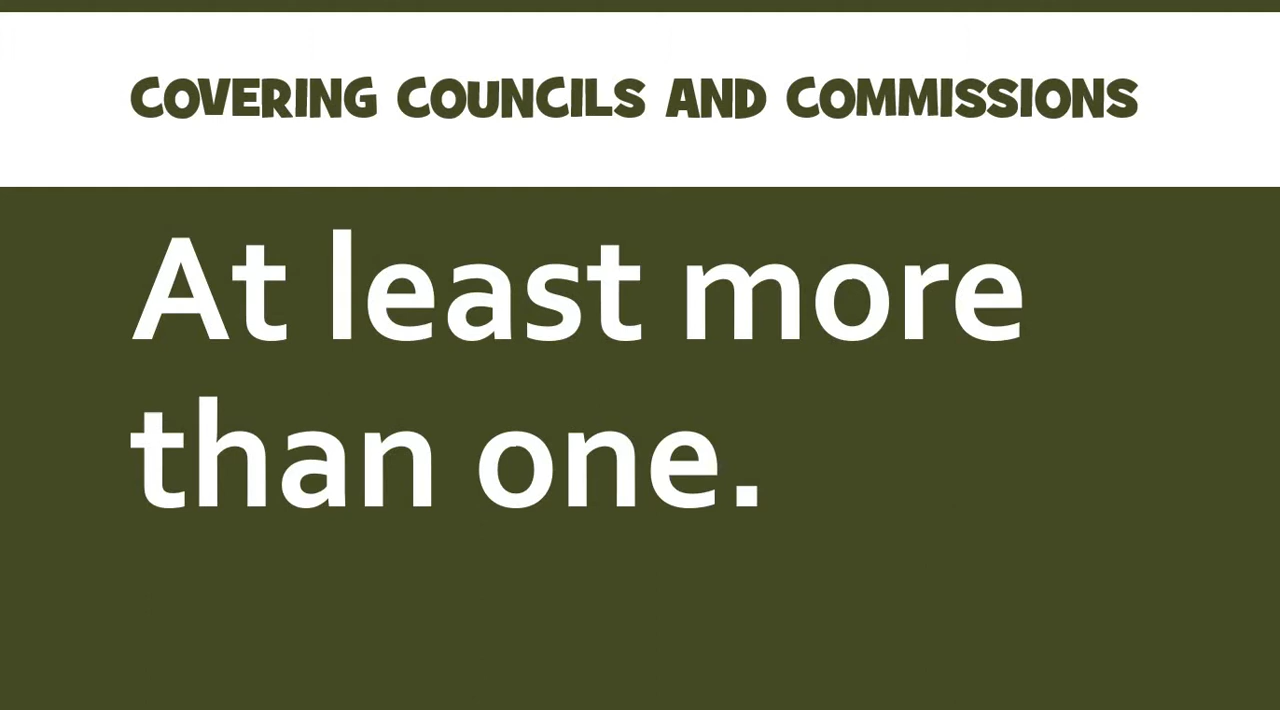 COVERING COUNCILS AND COMMISSIONS
At least more
than one.